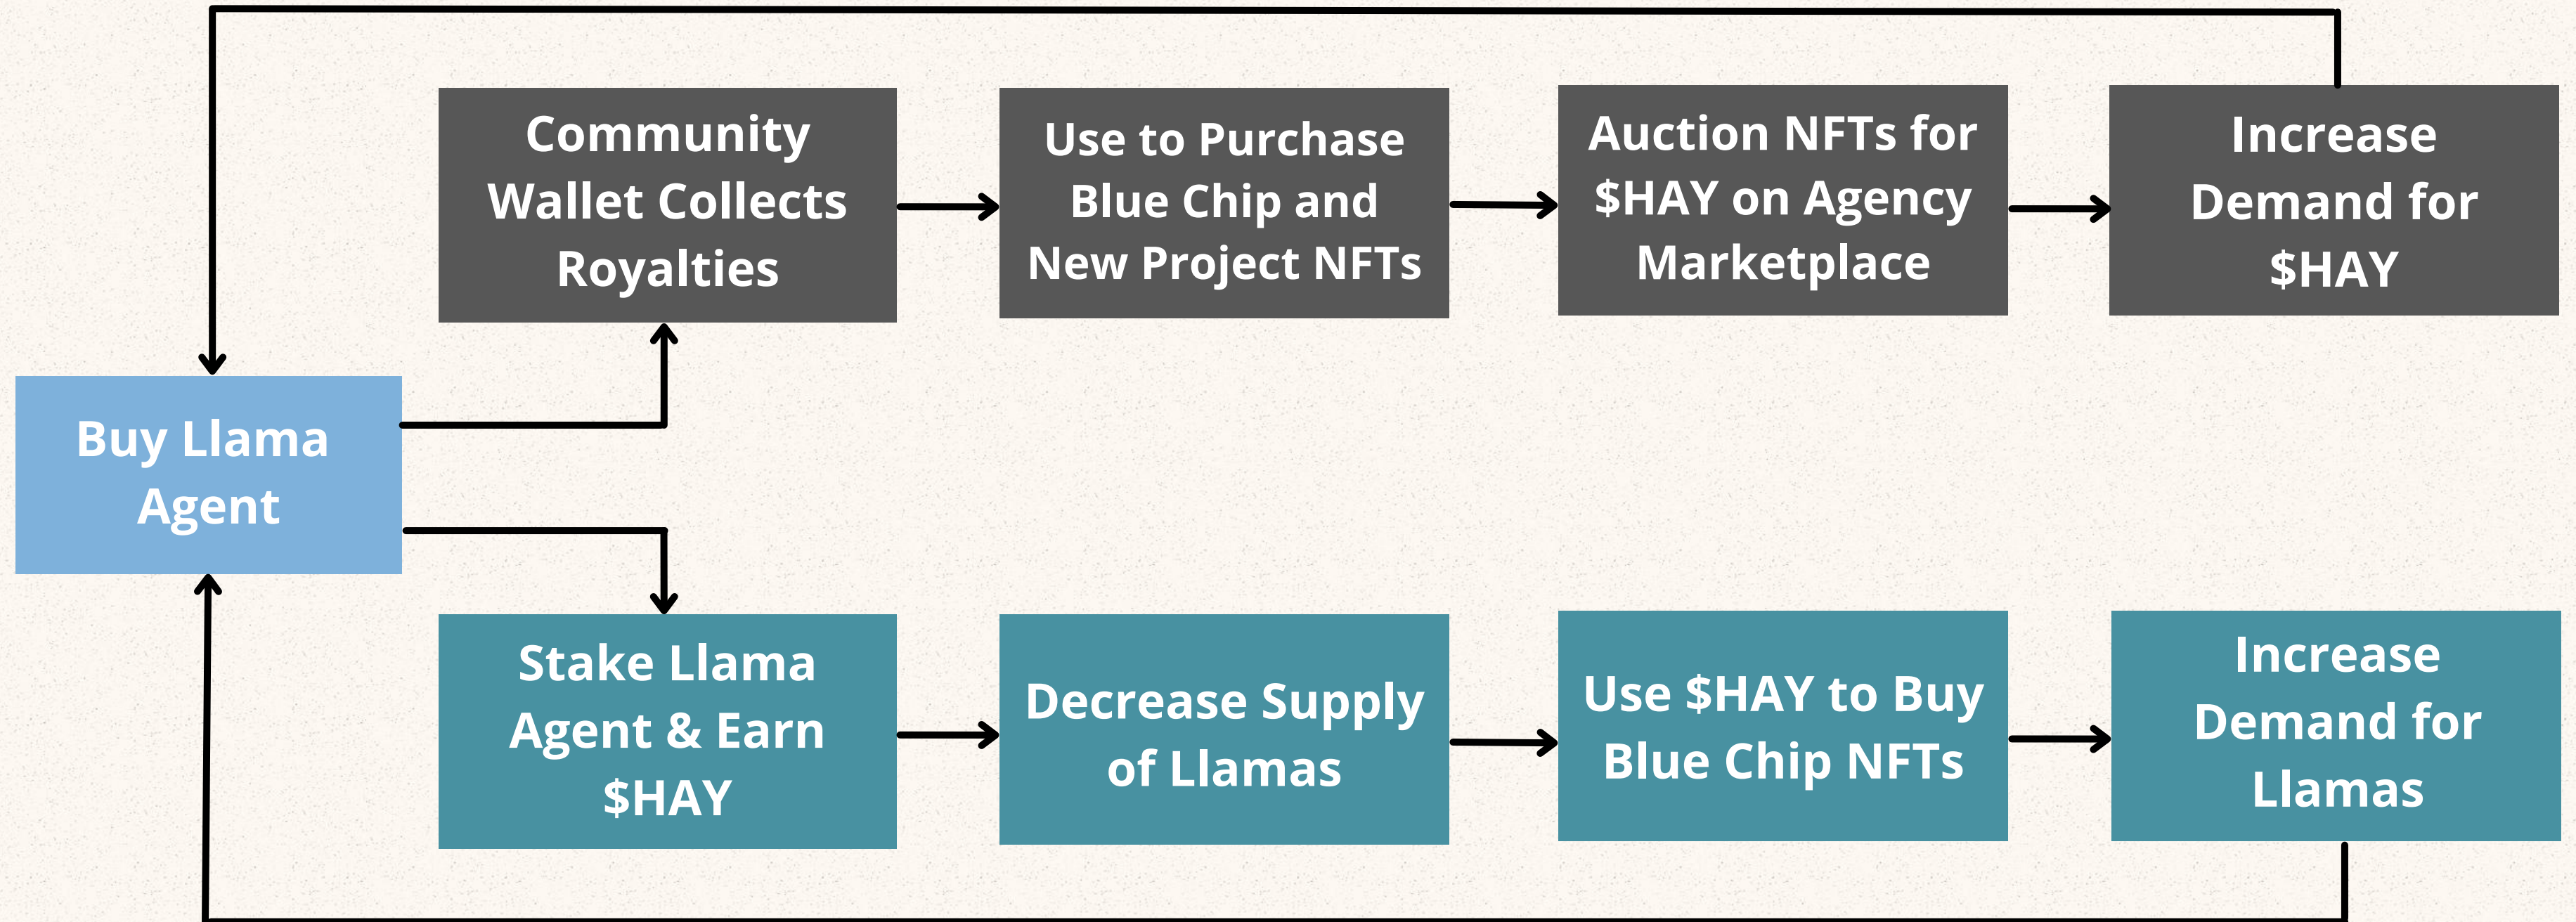 Community
Wallet Collects
Royalties
Use to Purchase
Blue Chip and
New Project NFTs
Auction NFTs for
$HAY on Agency
Marketplace
Increase
Demand for
$HAY
Buy Llama
Agent
Stake Llama
Agent & Earn
$HAY
Decrease Supply
of Llamas
Use $HAY to Buy
Blue Chip NFTs
Increase
Demand for
Llamas